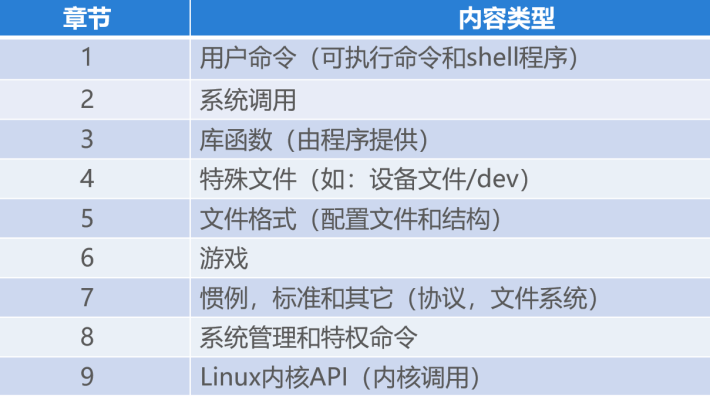 章节 内容类型
1 用户命令（可执行命令和shell程序）
2 系统调用
3 库函数（由程序提供）
4 特殊文件（如：设备文件/dev）
5 文件格式（配置文件和结构）
6 游戏
7 惯例，标准和其它（协议，文件系统）
8 系统管理和特权命令
9 Linux内核API（内核调用）